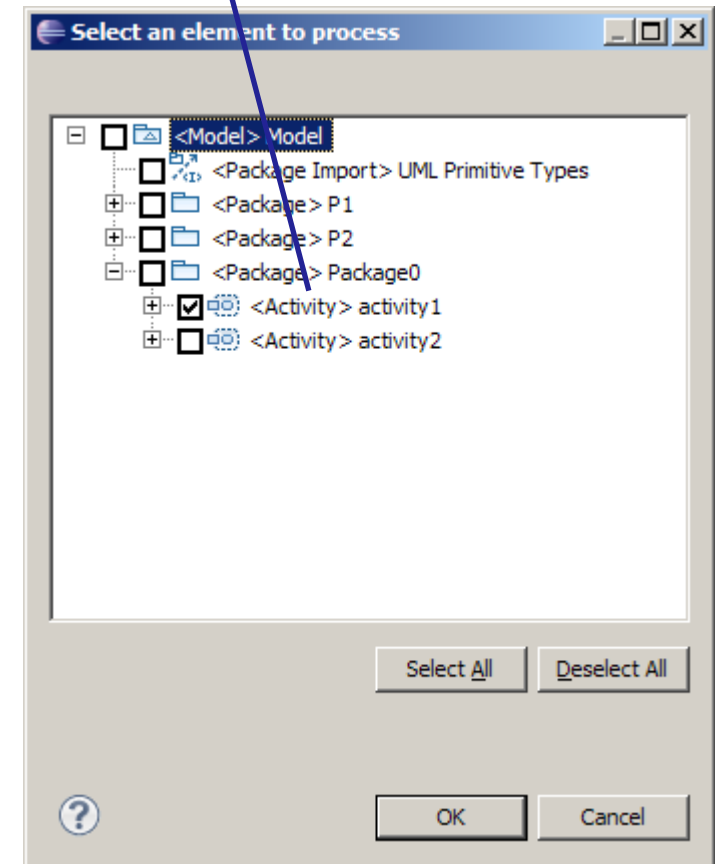 Select an element to process
<Model> Model
<Package Import> UML Primitive Types
<Package> P1
<Package> P2
<Package> Package0
<Activity> activity1
<Activity> activity2
Select All
Deselect All
?
OK
Cancel